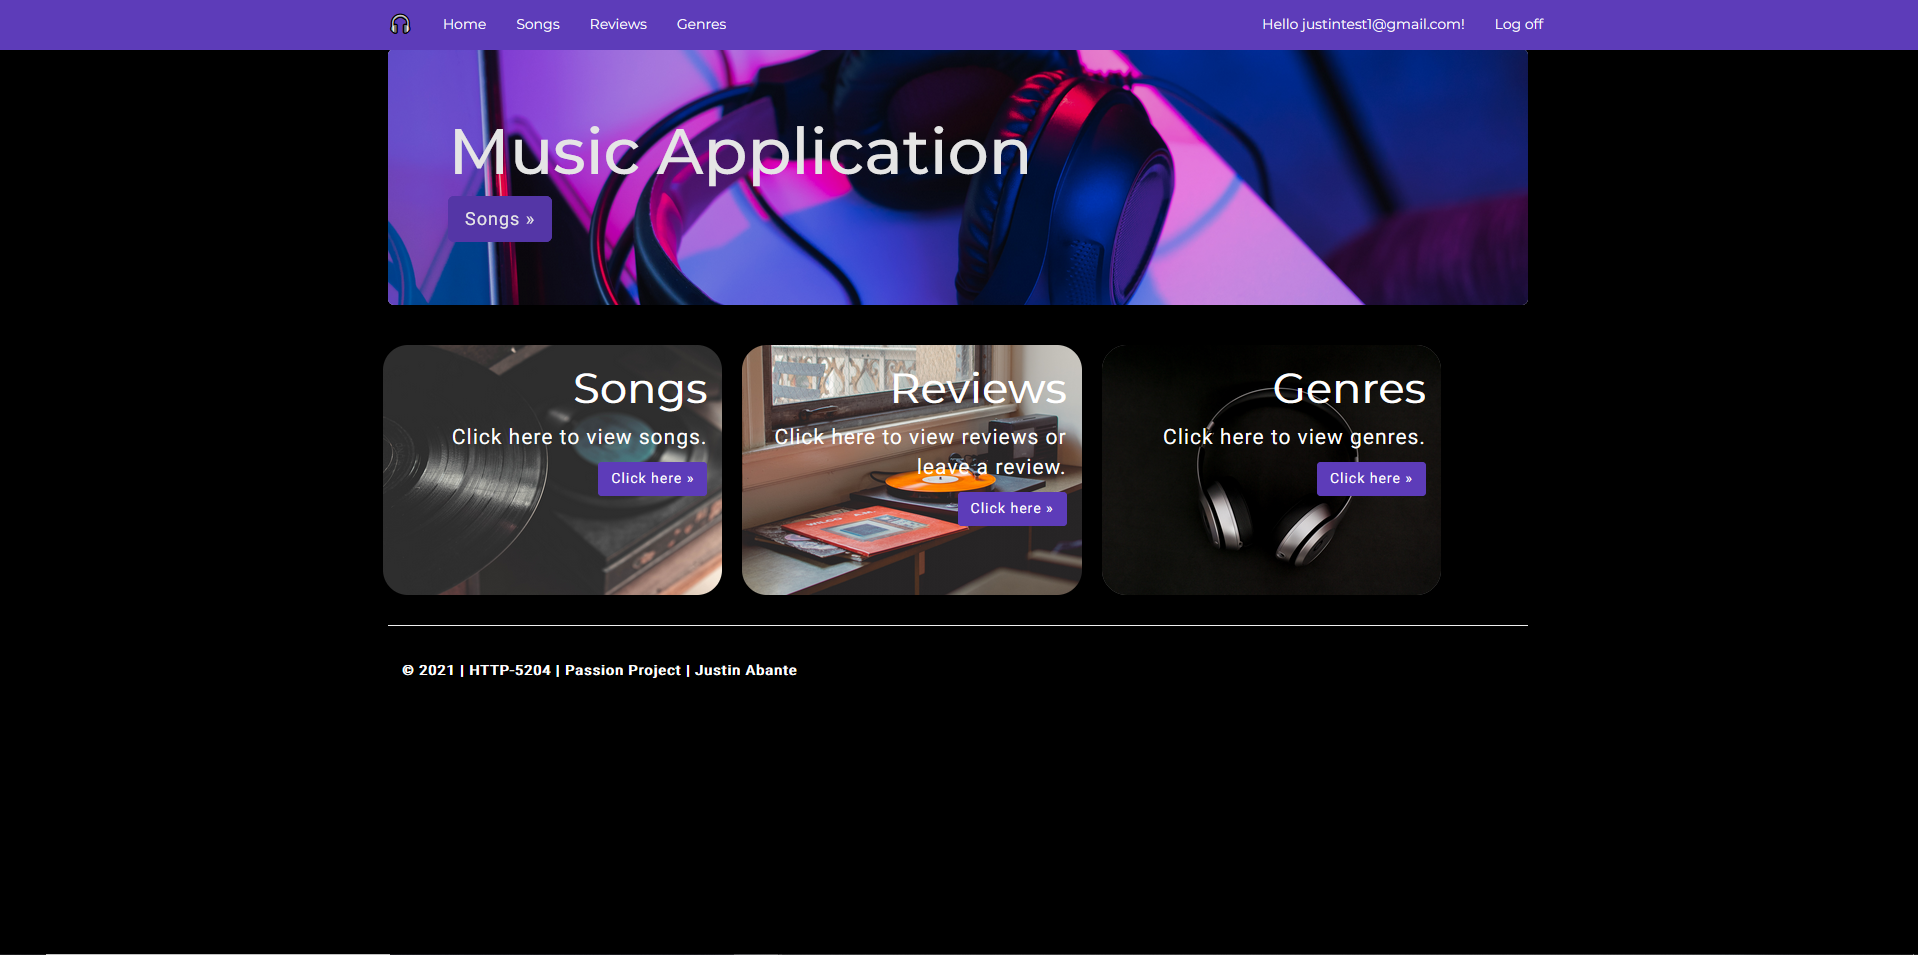 Home Songs Reviews Genres Hello justintest1@gmail.com! Log off
Music Application
Songs »
Songs
Click here to view songs.
Click here »
Reviews
Click here to view reviews or
leave a review.
Click here »
WILCO A.M.
Genres
Click here to view genres.
Click here »
© 2021 | HTTP-5204 | Passion Project | Justin Abante